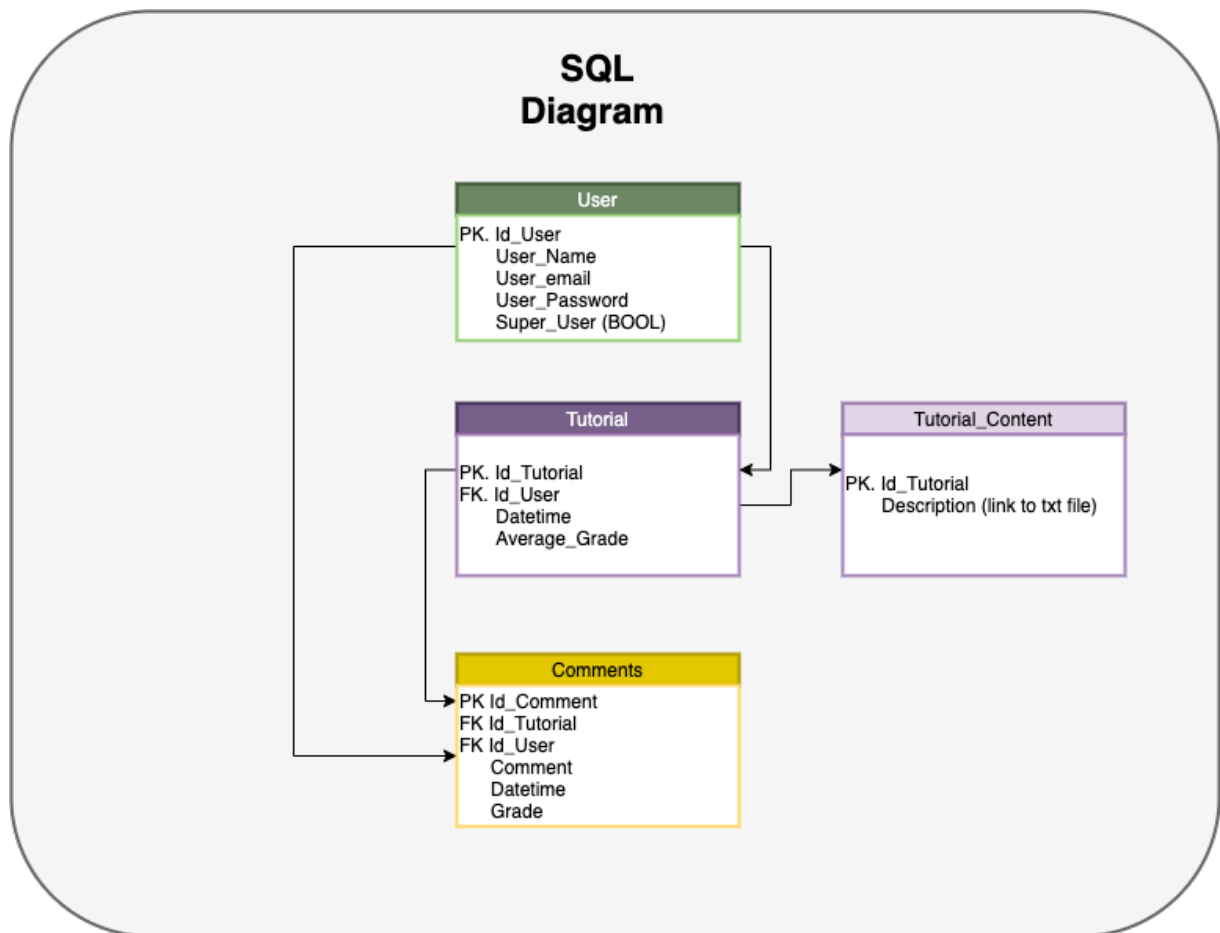 SQL
Diagram
User
PK. Id_User
User_Name
User_email
User_Password
Super_User (BOOL)
Tutorial
PK. Id_Tutorial
FK. Id_User
Datetime
Average_Grade
Tutorial_Content
PK. Id_Tutorial
Description (link to txt file)
Comments
PK Id_Comment
FK Id_Tutorial
FK Id_User
Comment
Datetime
Grade